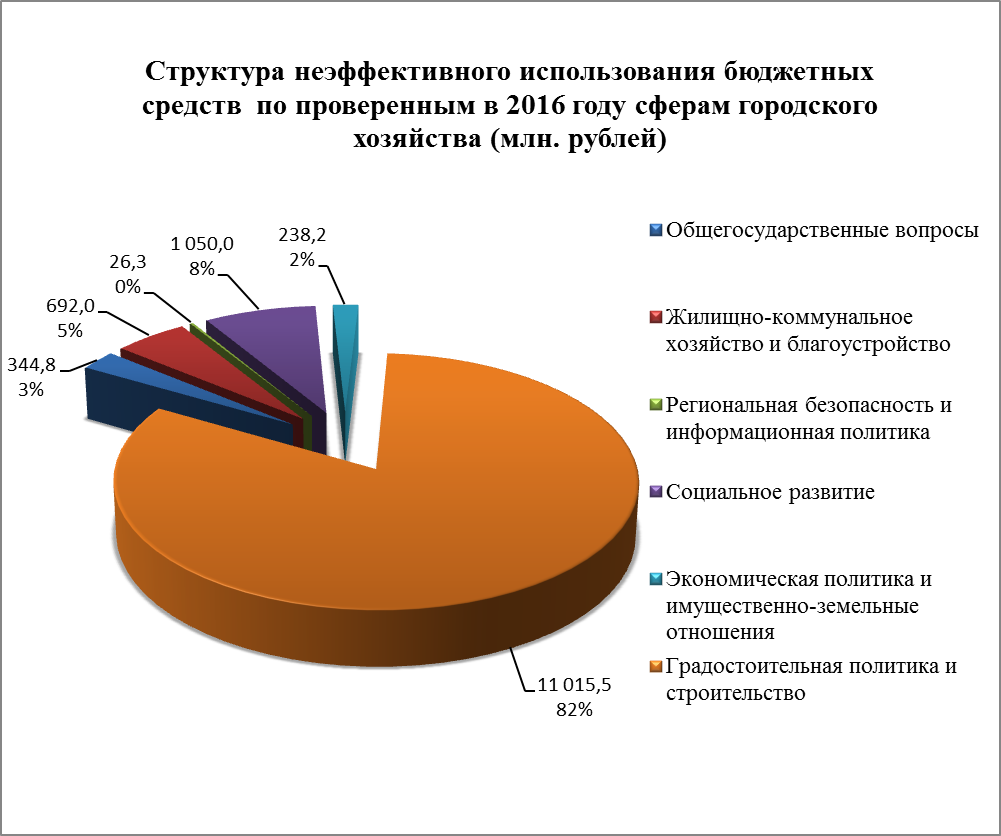 Структура неэффективного использования бюджетных
средств по проверенным в 2016 году сферам городского
хозяйства (млн. рублей)
238,2
2%
1 050,0
8%
26,3
0%
692,0
5%
344,8
3%
11 015,5
82%
Общегосударственные вопросы
Жилищно-коммунальное
хозяйство и благоустройство
Региональная безопасность и
информационная политика
Социальное развитие
Экономическая политика и
имущественно-земельные
отношения
Градостоительная политика и
строительство